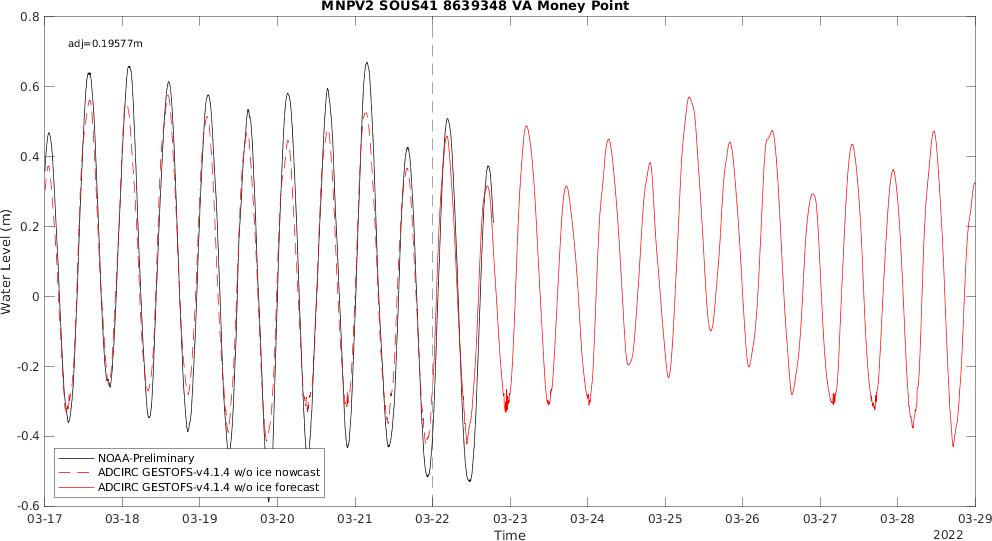 MNPV2 SOUS41 8639348 VA Money Point
adj=0.19577m
0.8
0.6
0.4
0.2
0
-0.2
-0.4
-0.6
Water Level (m)
NOAA-Preliminary
ADCIRC GESTOFS-v4.1.4 w/o ice nowcast
ADCIRC GESTOFS-v4.1.4 w/o ice forecast
03-17 03-18 03-19 03-20 03-21 03-22 03-23 03-24 03-25 03-26 03-27 03-28 03-29
Time
2022